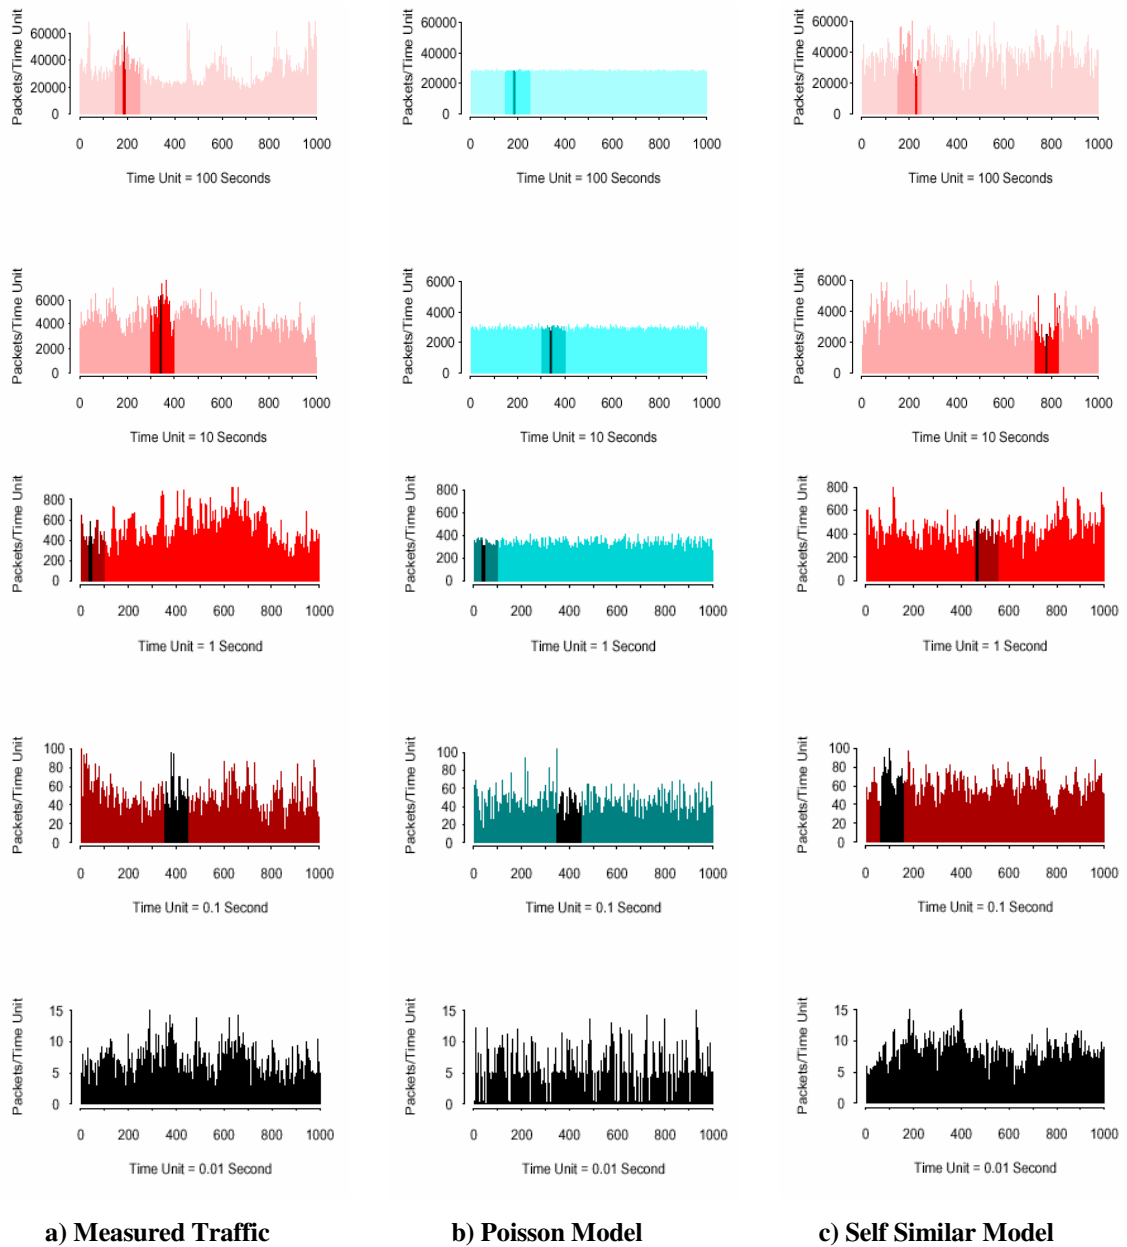 Packets/Time Unit
60000
40000
20000
0
0 200 400 600 800 1000
Time Unit = 100 Seconds
Packets/Time Unit
60000
40000
20000
0
0 200 400 600 800 1000
Time Unit = 100 Seconds
Packets/Time Unit
60000
40000
20000
0
0 200 400 600 800 1000
Time Unit = 100 Seconds
Packets/Time Unit
6000
4000
2000
0
0 200 400 600 800 1000
Time Unit = 10 Seconds
Packets/Time Unit
6000
4000
2000
0
0 200 400 600 800 1000
Time Unit = 10 Seconds
Packets/Time Unit
6000
4000
2000
0
0 200 400 600 800 1000
Time Unit = 10 Seconds
Packets/Time Unit
800
600
400
200
0
0 200 400 600 800 1000
Time Unit = 1 Second
Packets/Time Unit
800
600
400
200
0
0 200 400 600 800 1000
Time Unit = 1 Second
Packets/Time Unit
800
600
400
200
0
0 200 400 600 800 1000
Time Unit = 1 Second
Packets/Time Unit
100
80
60
40
20
0
0 200 400 600 800 1000
Time Unit = 0.1 Second
Packets/Time Unit
100
80
60
40
20
0
0 200 400 600 800 1000
Time Unit = 0.1 Second
Packets/Time Unit
100
80
60
40
20
0
0 200 400 600 800 1000
Time Unit = 0.1 Second
Packets/Time Unit
15
10
5
0
0 200 400 600 800 1000
Time Unit = 0.01 Second
Packets/Time Unit
15
10
5
0
0 200 400 600 800 1000
Time Unit = 0.01 Second
Packets/Time Unit
15
10
5
0
0 200 400 600 800 1000
Time Unit = 0.01 Second
a) Measured Traffic
b) Poisson Model
c) Self Similar Model